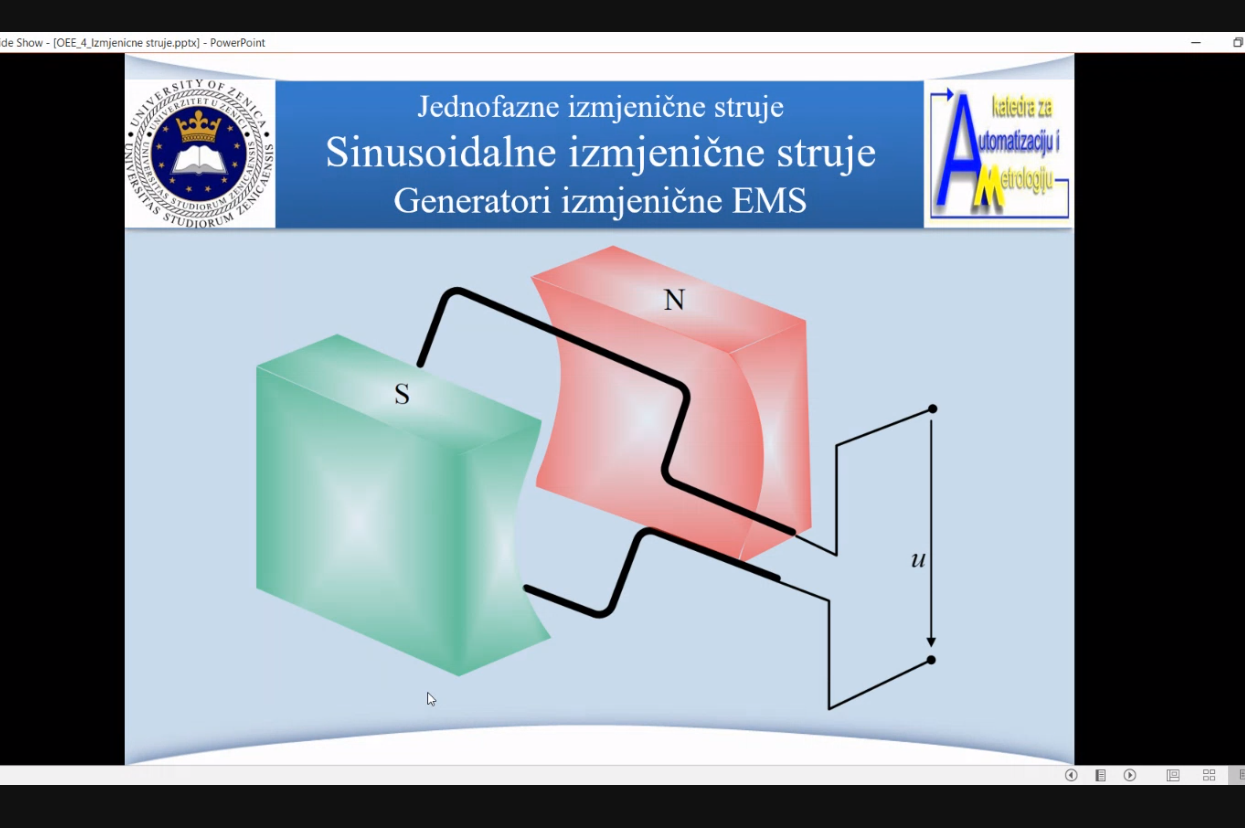 ide Show - [OEE_4_Izmjenicne struje.pptx] - PowerPoint
UNIVERSITY OF ZENICA
UNIVERZITET U ZENICI
UNIVERSITAS STUDIORUM ZENICAENSIS
Jednofazne izmjenične struje
Sinusoidalne izmjenične struje
Generatori izmjenične EMS
katedra za
Automatizaciju i
Metrologiju
N
S
u